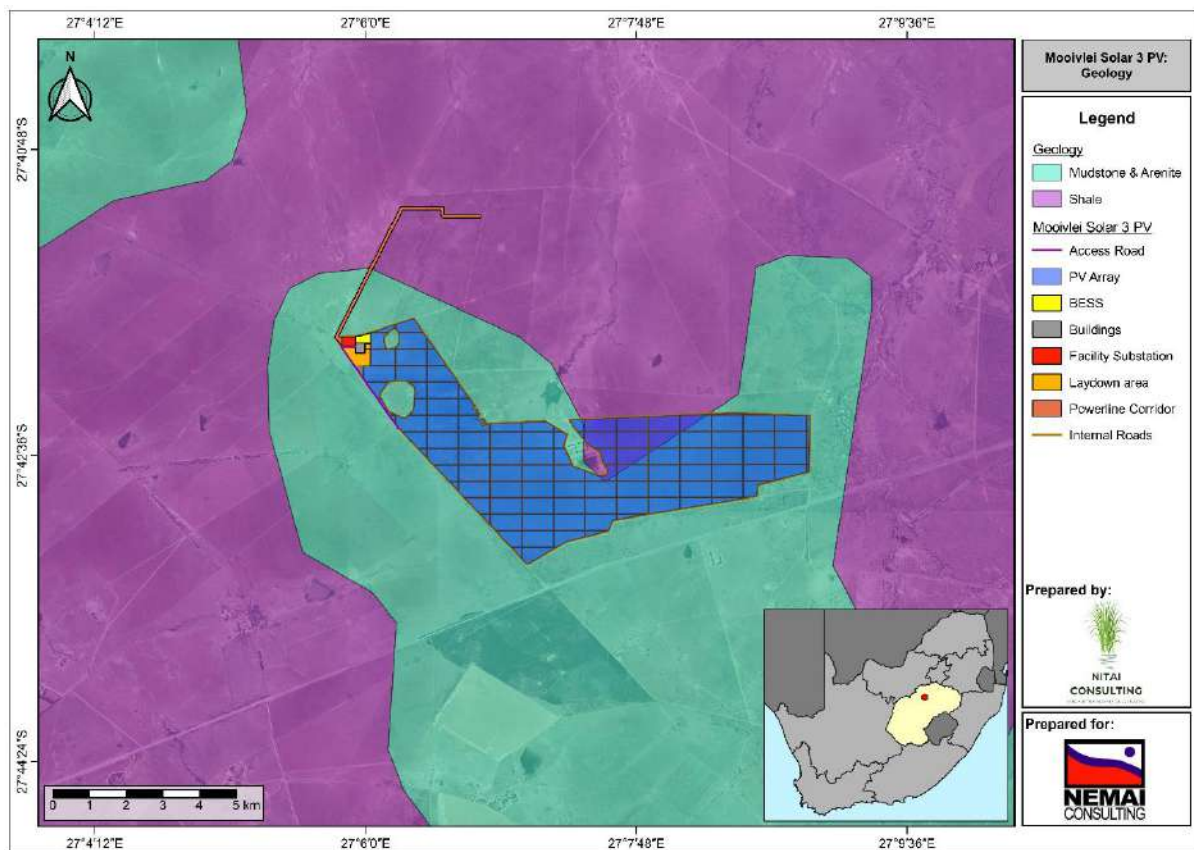 27°4'12"E
27°6'0"E
27°7'48"E
27°9'36"E
Mooivlei Solar 3 PV:
Geology
N
27°40'48"S
27°42'36"S
27°44'24"S
Legend
Geology
Mudstone & Arenite
Shale
Mooivlei Solar 3 PV
Access Road
PV Array
BESS
Buildings
Facility Substation
Laydown area
Powerline Corridor
Internal Roads
Prepared by:
NITAI
CONSULTING
Prepared for:
NEMAI
CONSULTING
0 1 2 3 4 5 km
27°4'12"E
27°6'0"E
27°7'48"E
27°9'36"E